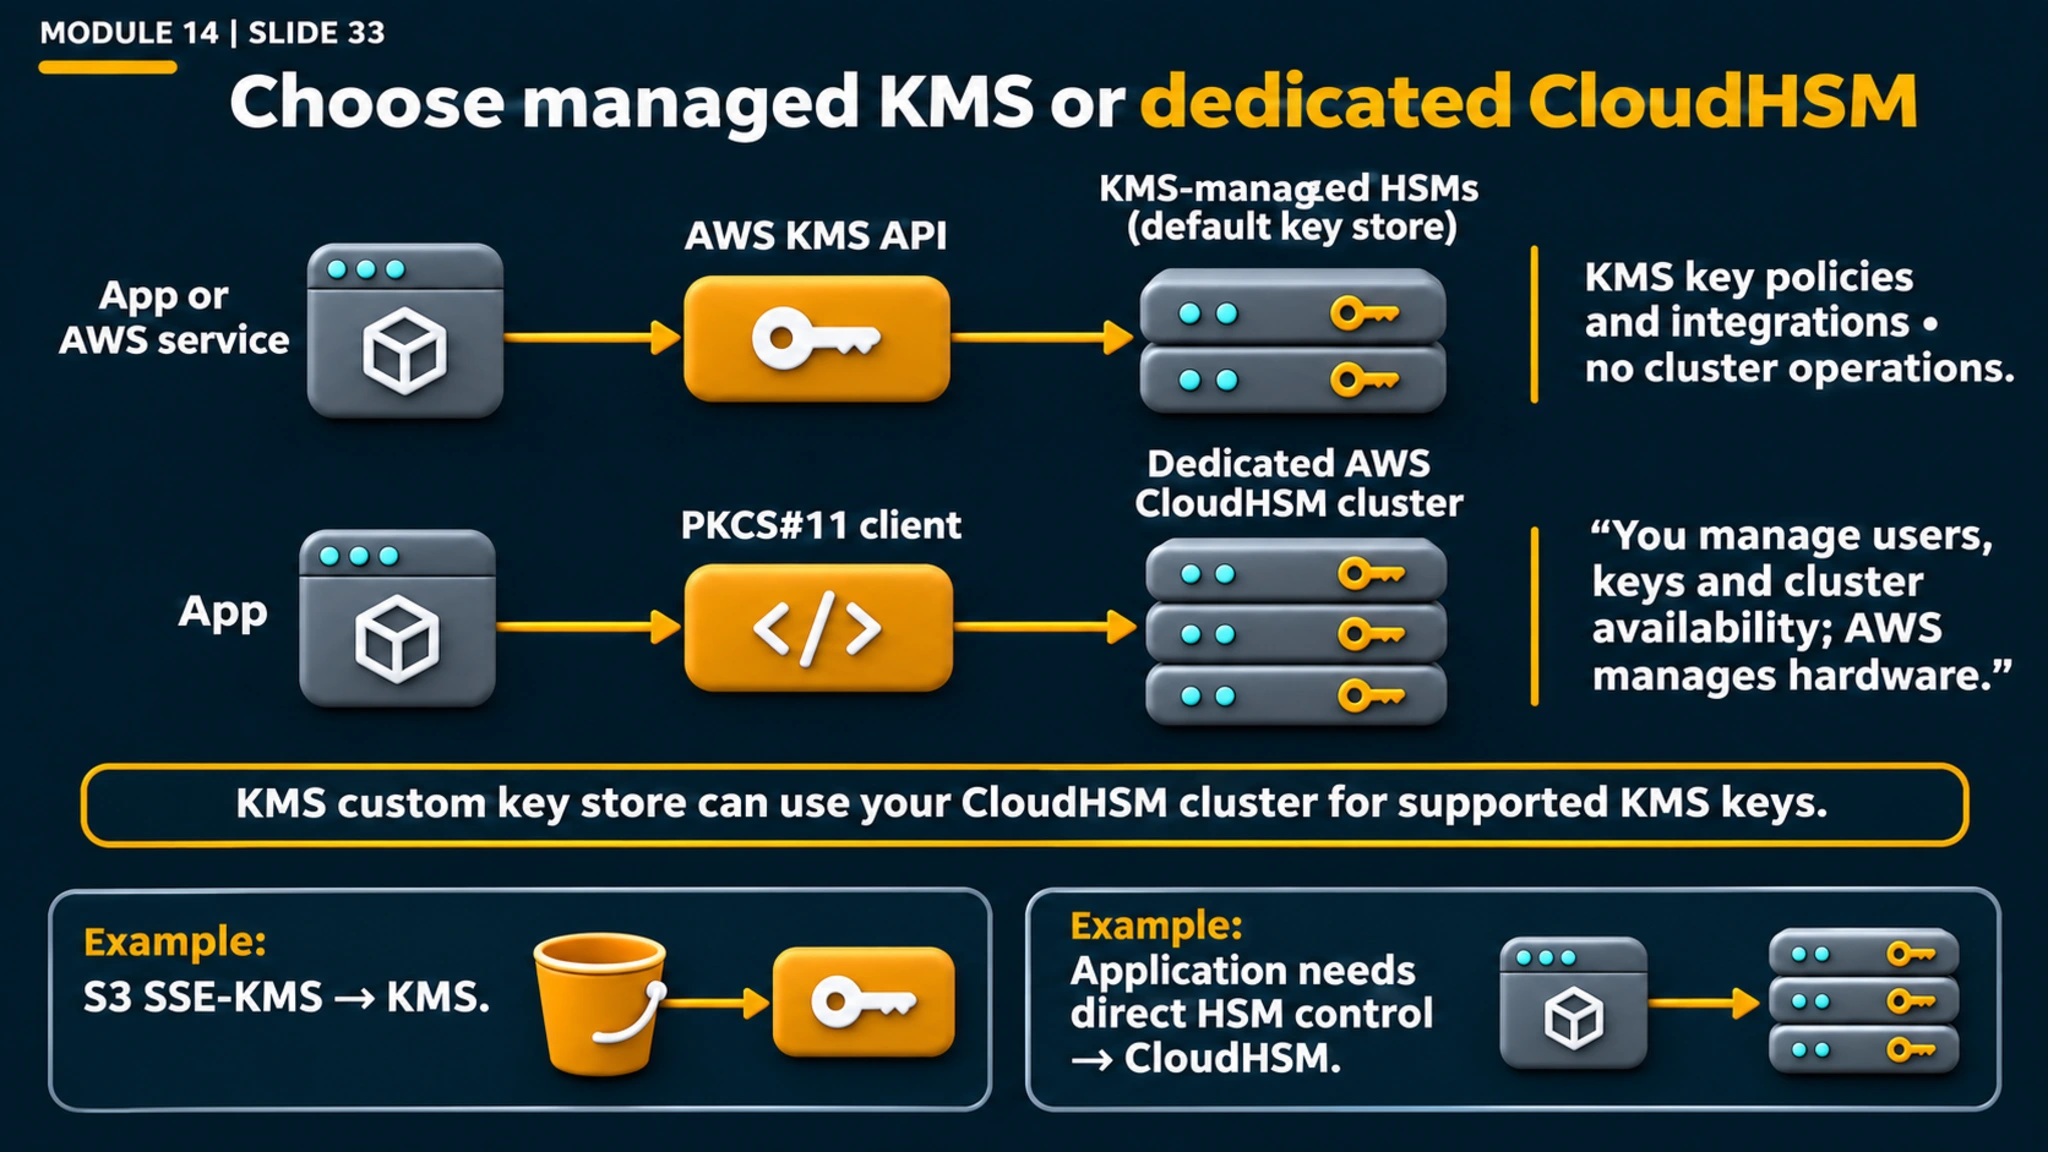 MODULE 14 | SLIDE 33
Choose managed KMS or dedicated CloudHSM
App or
AWS service
AWS KMS API
KMS-managed HSMs
(default key store)
KMS key policies
and integrations •
no cluster operations.
App
PKCS#11 client
</>
Dedicated AWS
CloudHSM cluster
“You manage users,
keys and cluster
availability; AWS
manages hardware.”
KMS custom key store can use your CloudHSM cluster for supported KMS keys.
Example:
S3 SSE-KMS → KMS.
Example:
Application needs
direct HSM control
→ CloudHSM.